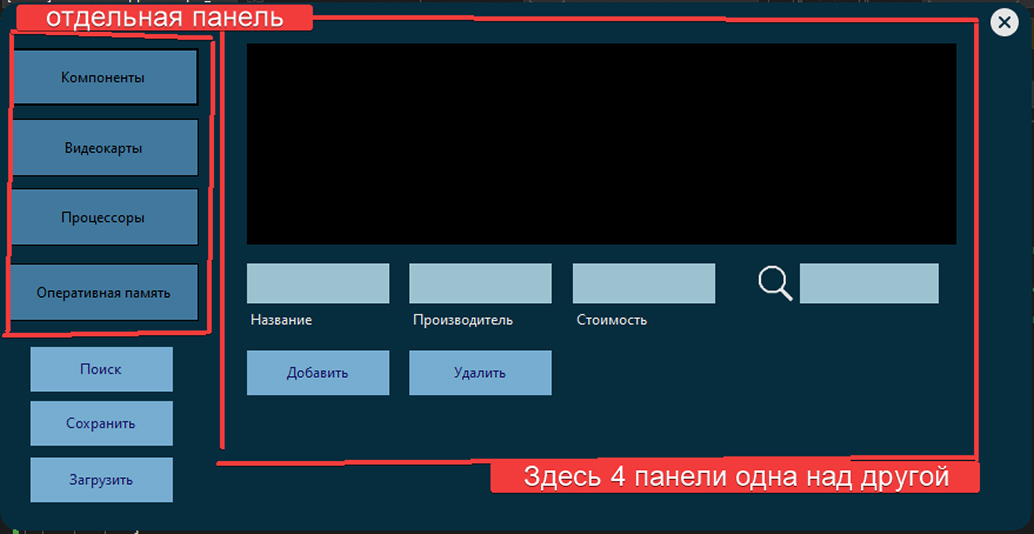 отдельная панель
Компоненты
Видеокарты
Процессоры
Оперативная память
Поиск
Сохранить
Загрузить
Название
Производитель
Стоимость
Добавить
Удалить
Здесь 4 панели одна над другой